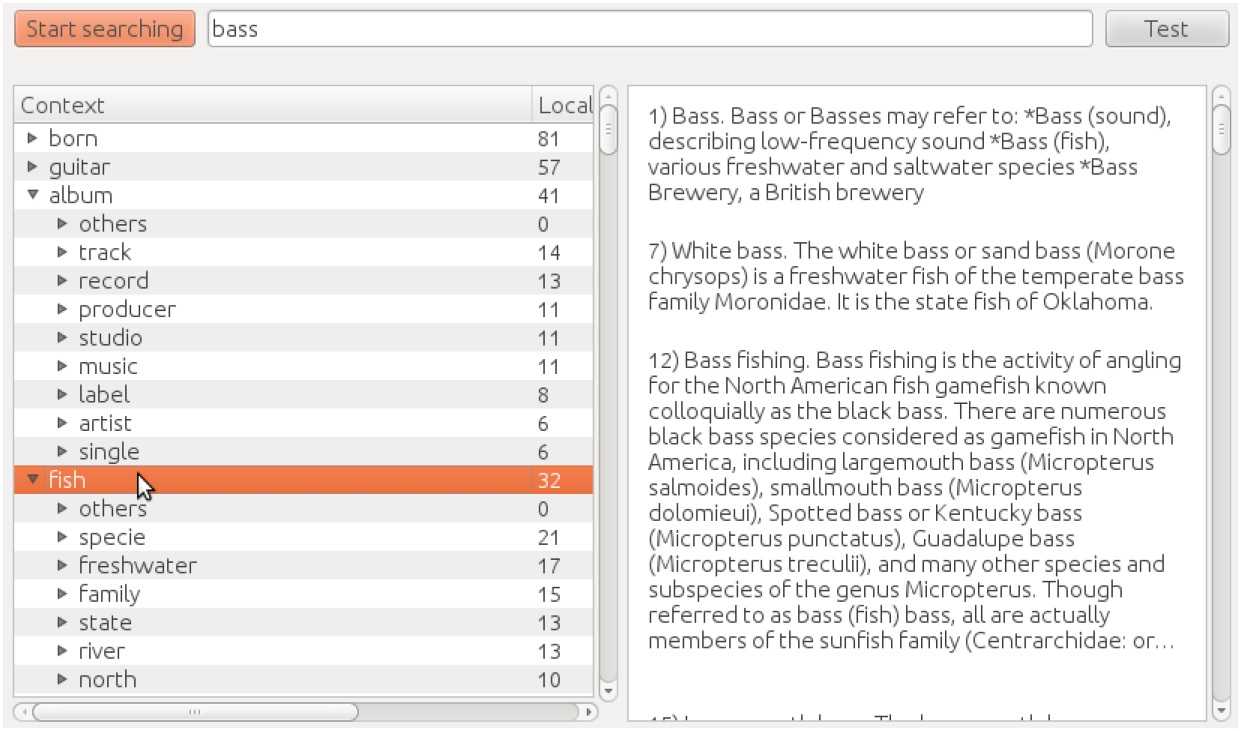 Start searching bass Test
Context Local
born 81
guitar 57
album 41
others 0
track 14
record 13
producer 11
studio 11
music 11
label 8
artist 6
single 6
fish 32
others 0
specie 21
freshwater 17
family 15
state 13
river 13
north 10
1) Bass. Bass or Basses may refer to: *Bass (sound),
describing low-frequency sound *Bass (fish),
various freshwater and saltwater species *Bass
Brewery, a British brewery
7) White bass. The white bass or sand bass (Morone
chrysops) is a freshwater fish of the temperate bass
family Moronidae. It is the state fish of Oklahoma.
12) Bass fishing. Bass fishing is the activity of angling
for the North American fish gamefish known
colloquially as the black bass. There are numerous
black bass species considered as gamefish in North
America, including largemouth bass (Micropterus
salmoides), smallmouth bass (Micropterus
dolomieui), Spotted bass or Kentucky bass
(Micropterus punctatus), Guadalupe bass
(Micropterus treculii), and many other species and
subspecies of the genus Micropterus. Though
referred to as bass (fish) bass, all are actually
members of the sunfish family (Centrarchidae: or...